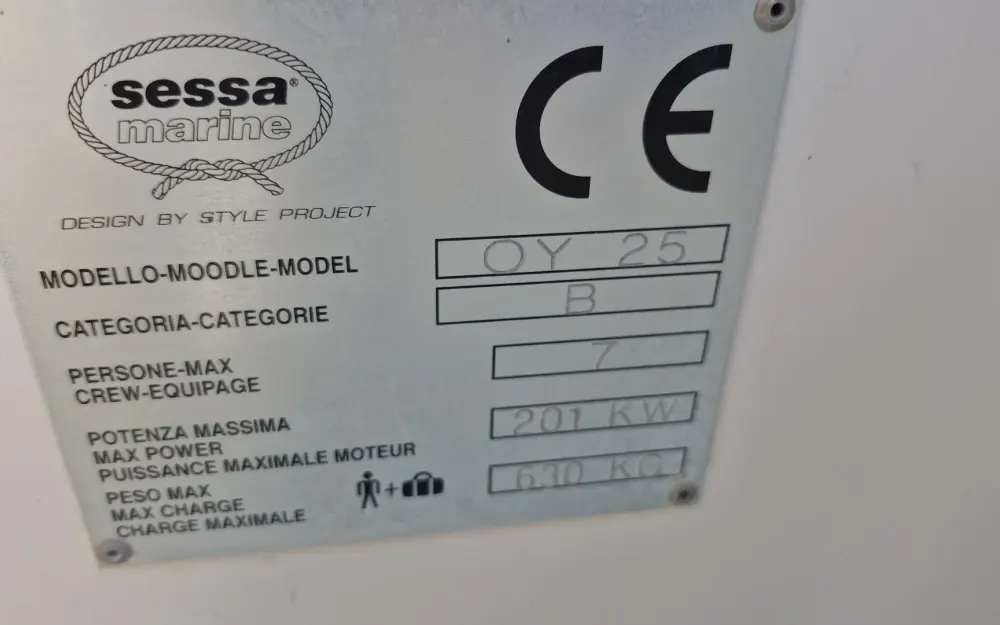 sessa®
marine
CE
DESIGN BY STYLE PROJECT
MODELLO-MOODLE-MODEL OY 25
CATEGORIA-CATEGORIE B
PERSONE-MAX
CREW-EQUIPAGE 7
POTENZA MASSIMA
MAX POWER 201 KW
PUISSANCE MAXIMALE MOTEUR
PESO MAX
MAX CHARGE + 630 KG
CHARGE MAXIMALE